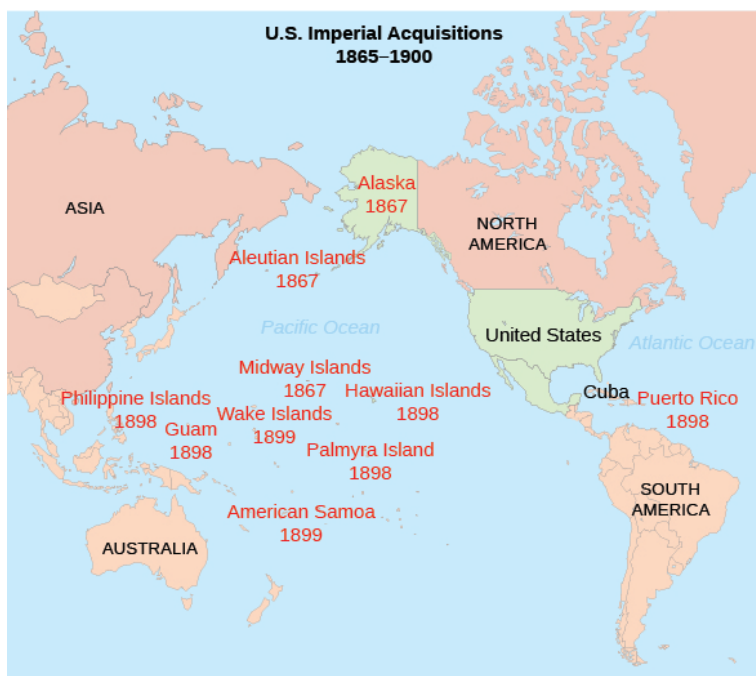 U.S. Imperial Acquisitions
1865–1900
Alaska
1867
ASIA
NORTH
AMERICA
Aleutian Islands
1867
Pacific Ocean
United States
Atlantic Ocean
Midway Islands
1867
Hawaiian Islands
1898
Cuba
Puerto Rico
1898
Philippine Islands
1898
Guam
1898
Wake Islands
1899
Palmyra Island
1898
SOUTH
AMERICA
American Samoa
1899
AUSTRALIA